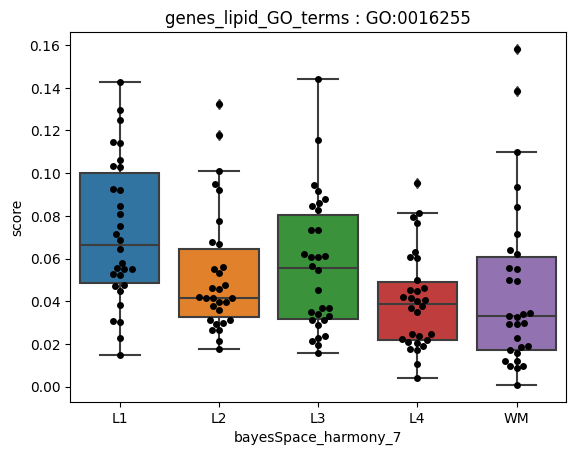 genes_lipid_GO_terms : GO:0016255
0.16
0.14
0.12
0.10
0.08
0.06
0.04
0.02
0.00
score
L1 L2 L3 L4 WM
bayesSpace_harmony_7